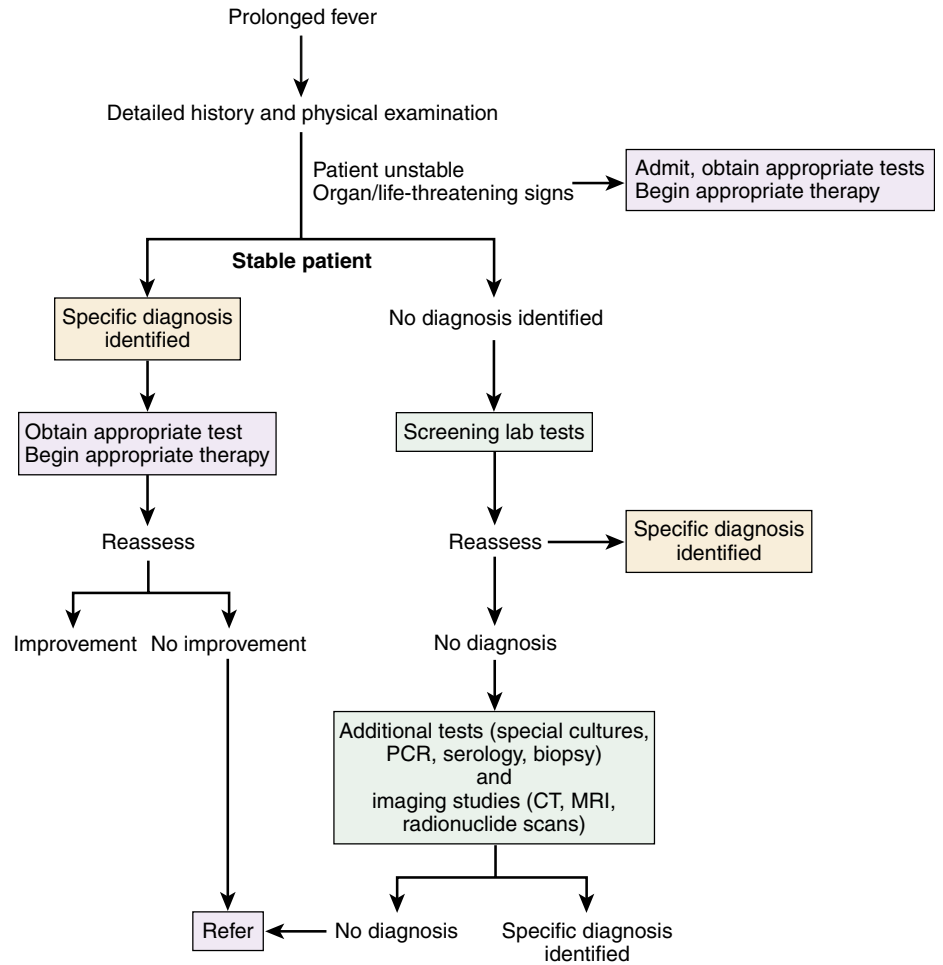 Prolonged fever
Detailed history and physical examination
Patient unstable
Organ/life-threatening signs
Admit, obtain appropriate tests
Begin appropriate therapy
Stable patient
Specific diagnosis
identified
No diagnosis identified
Obtain appropriate test
Begin appropriate therapy
Screening lab tests
Reassess
Reassess
Specific diagnosis
identified
Improvement
No improvement
No diagnosis
Additional tests (special cultures,
PCR, serology, biopsy)
and
imaging studies (CT, MRI,
radionuclide scans)
Refer
No diagnosis
Specific diagnosis
identified